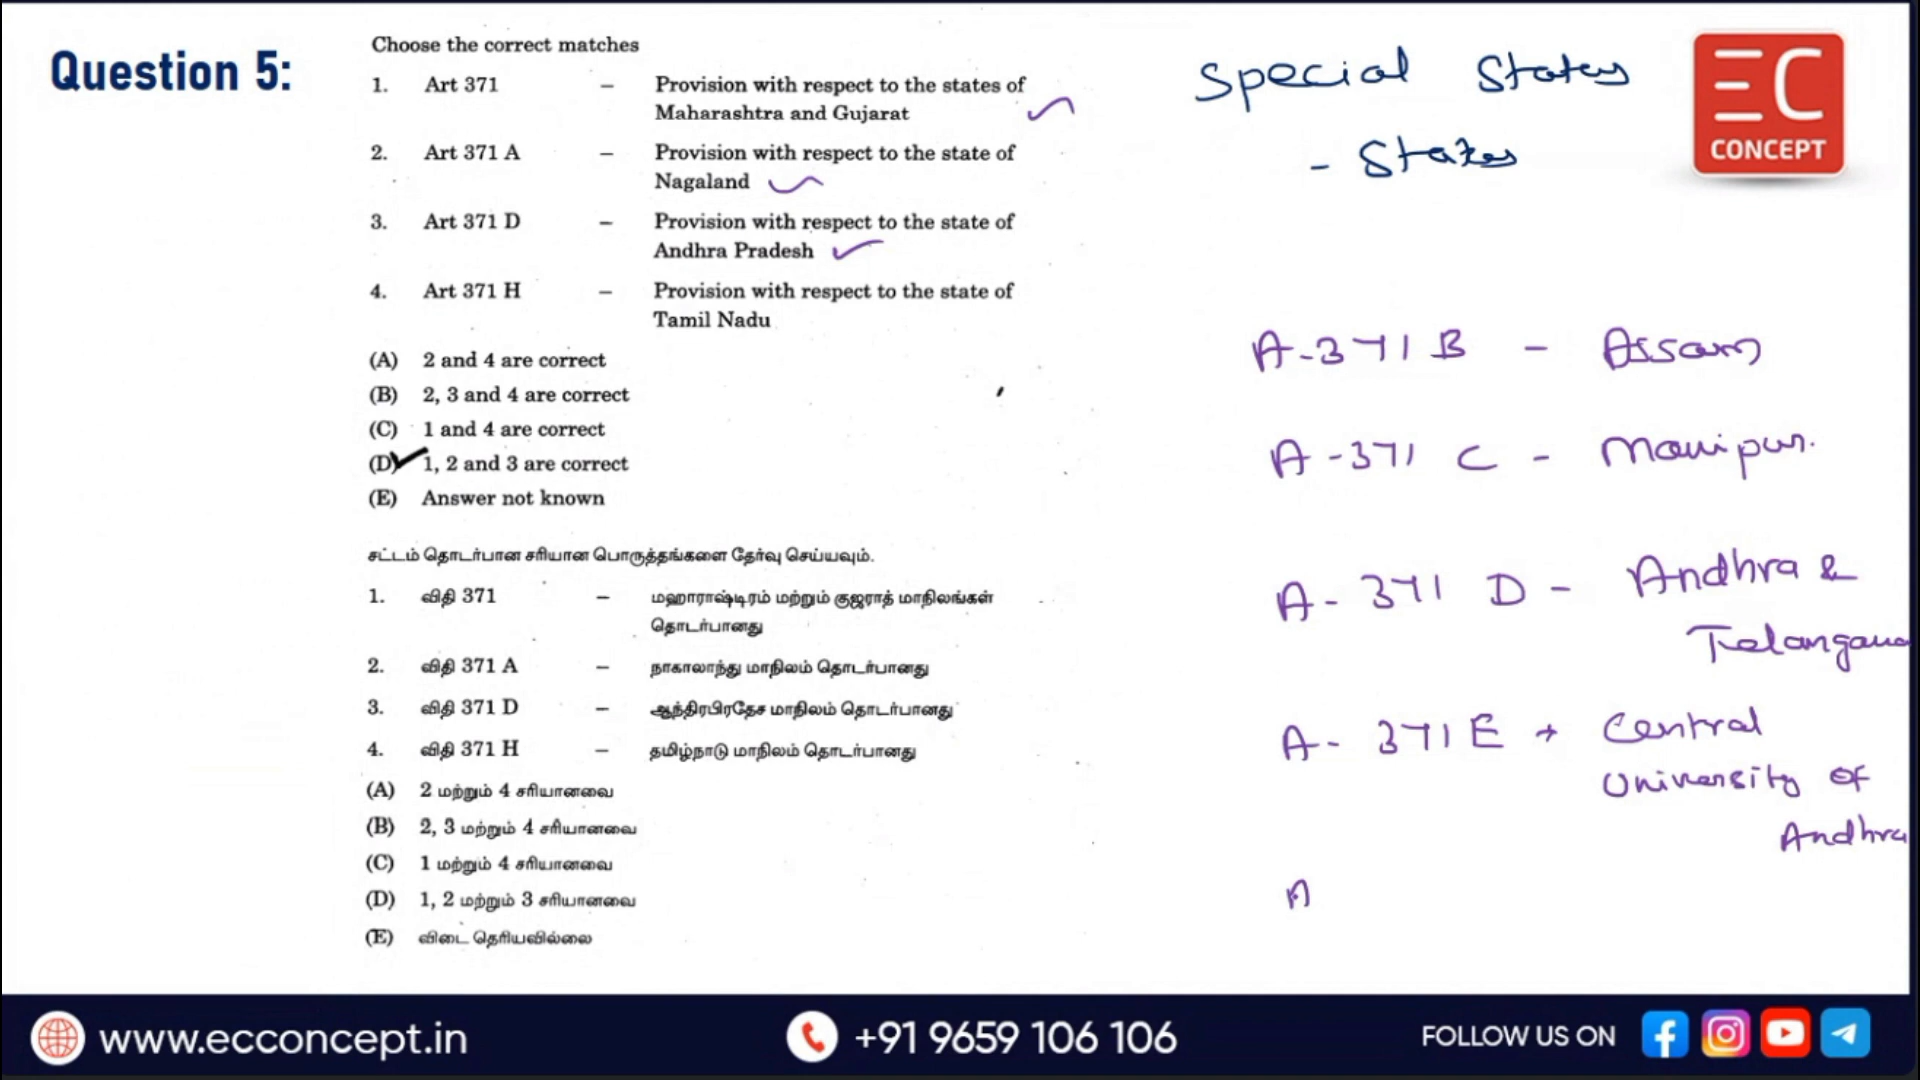 Question 5:
Choose the correct matches
1. Art 371 – Provision with respect to the states of
Maharashtra and Gujarat
2. Art 371 A – Provision with respect to the state of
Nagaland
3. Art 371 D – Provision with respect to the state of
Andhra Pradesh
4. Art 371 H – Provision with respect to the state of
Tamil Nadu
(A) 2 and 4 are correct
(B) 2, 3 and 4 are correct
(C) 1 and 4 are correct
(D) 1, 2 and 3 are correct
(E) Answer not known
சட்டம் தொடர்பான சரியான பொருத்தங்களை தேர்வு செய்யவும்.
1. விதி 371 – மஹாராஷ்டிரம் மற்றும் குஜராத் மாநிலங்கள்
தொடர்பானது
2. விதி 371 A – நாகாலாந்து மாநிலம் தொடர்பானது
3. விதி 371 D – ஆந்திரபிரதேச மாநிலம் தொடர்பானது
4. விதி 371 H – தமிழ்நாடு மாநிலம் தொடர்பானது
(A) 2 மற்றும் 4 சரியானவை
(B) 2, 3 மற்றும் 4 சரியானவை
(C) 1 மற்றும் 4 சரியானவை
(D) 1, 2 மற்றும் 3 சரியானவை
(E) விடை தெரியவில்லை
Special States
- States
EC
CONCEPT
A-371 B - Assam
A-371 C - Manipur.
A- 371 D - Andhra &
Telangana
A- 371 E → Central
University of
Andhra
A
www.ecconcept.in
+91 9659 106 106
FOLLOW US ON